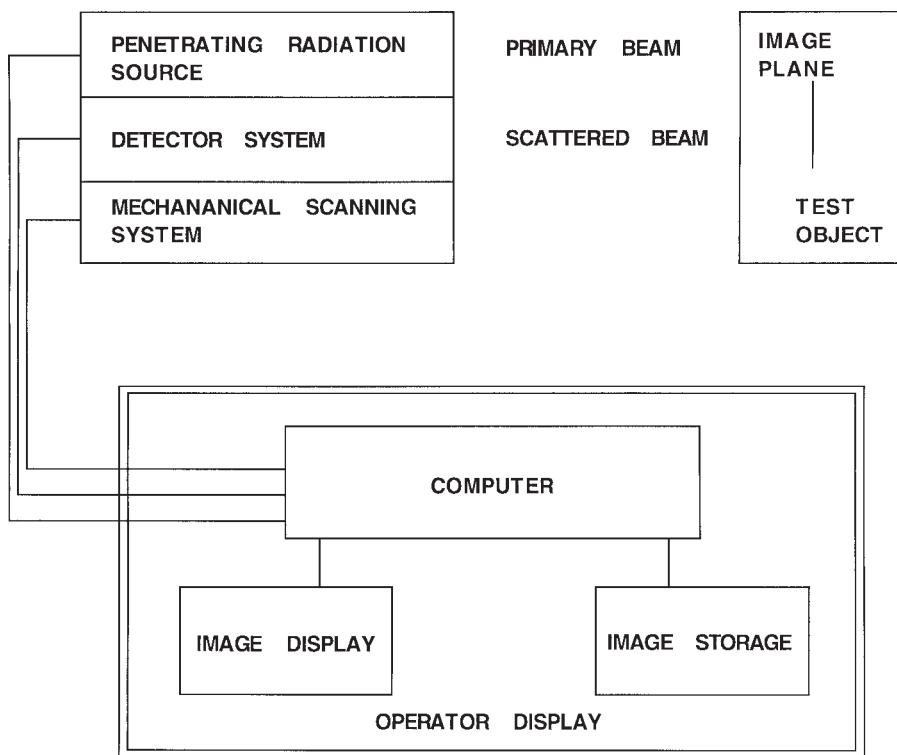 PENETRATING RADIATION
SOURCE
PRIMARY BEAM
IMAGE
PLANE
DETECTOR SYSTEM
SCATTERED BEAM
MECHANANICAL SCANNING
SYSTEM
TEST
OBJECT
COMPUTER
IMAGE DISPLAY
IMAGE STORAGE
OPERATOR DISPLAY